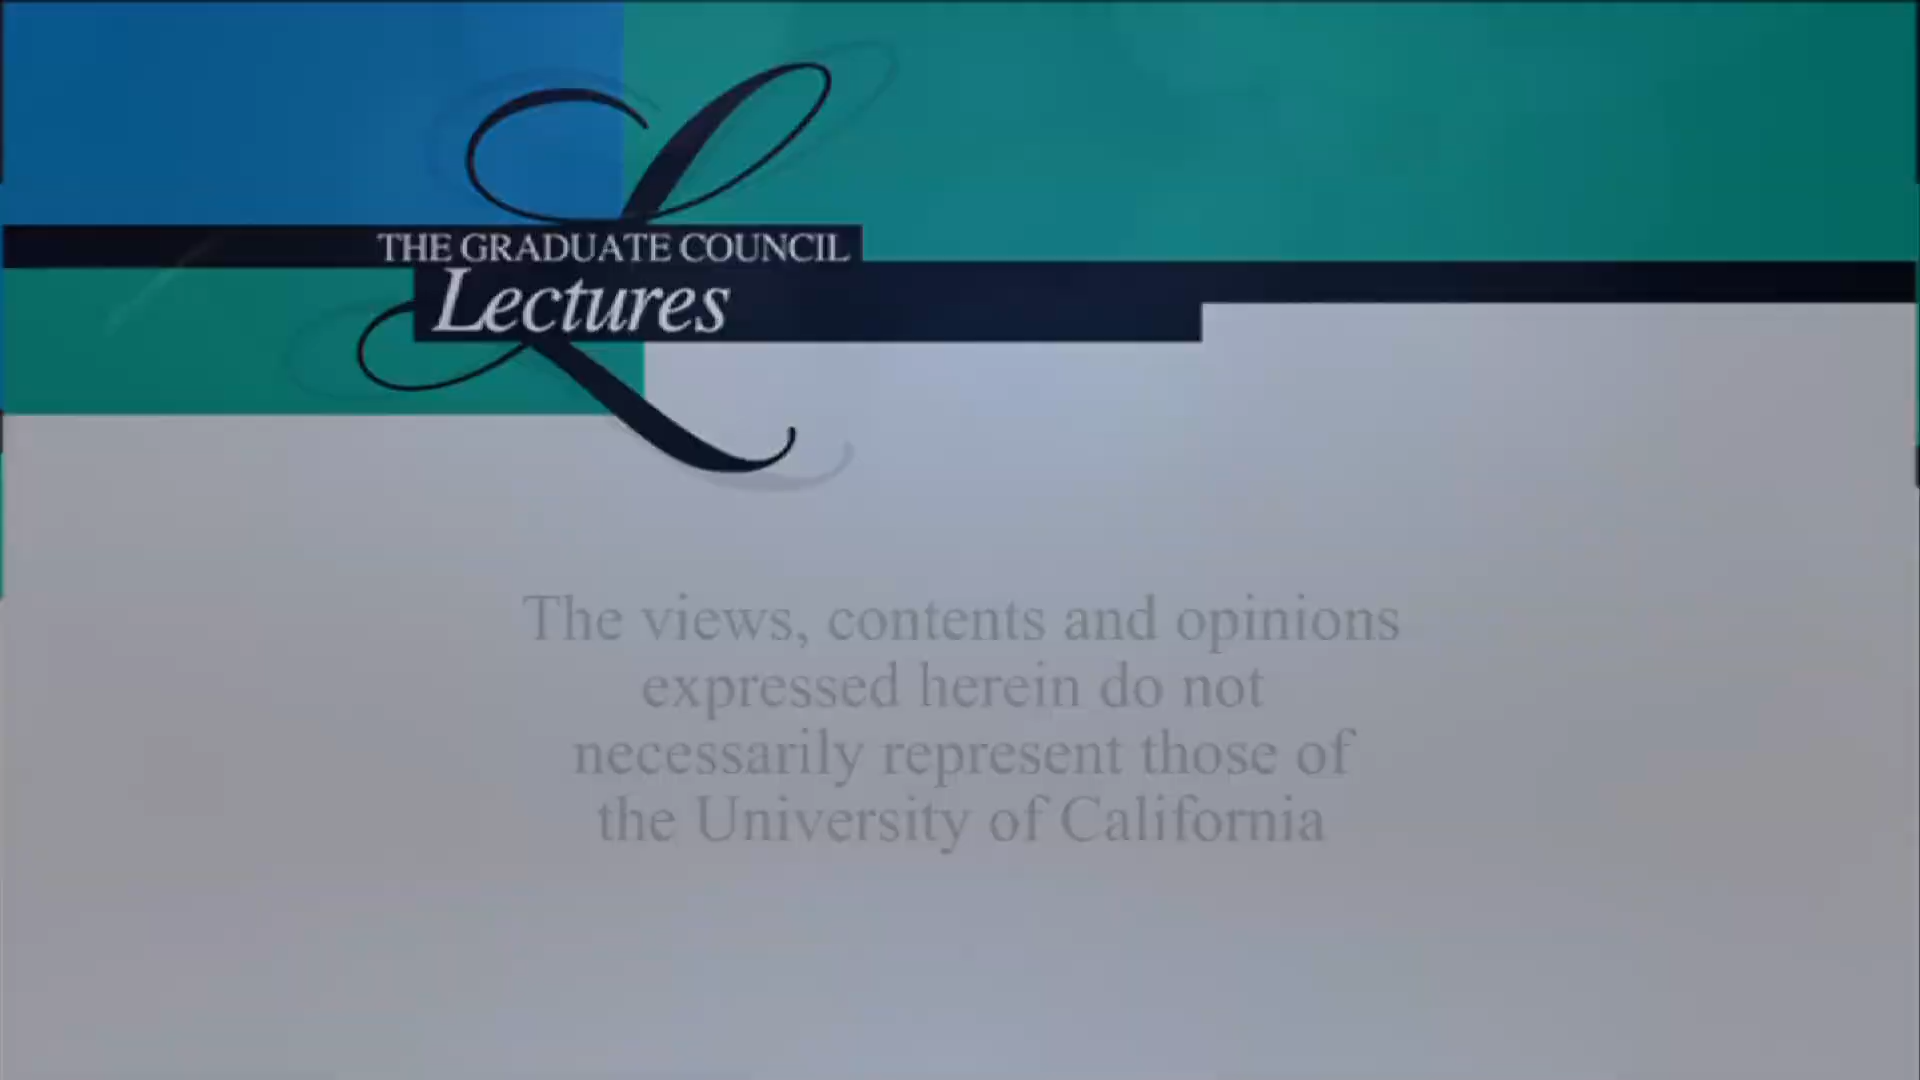 THE GRADUATE COUNCIL
Lectures
The views, contents and opinions
expressed herein do not
necessarily represent those of
the University of California